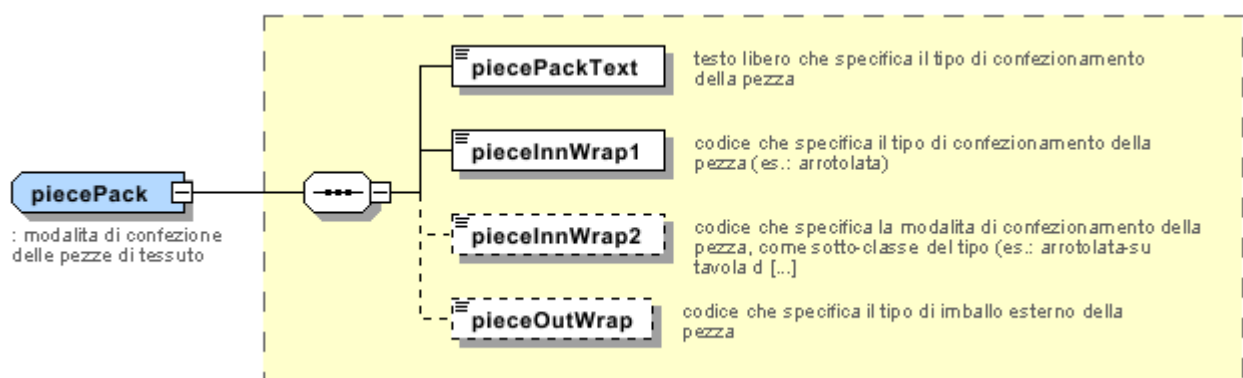 piecePackText
testo libero che specifica il tipo di confezionamento
della pezza
pieceInnWrap1
codice che specifica il tipo di confezionamento della
pezza (es.: arrotolata)
piecePack
: modalita di confezione
delle pezze di tessuto
pieceInnWrap2
codice che specifica la modalita di confezionamento della
pezza, come sotto-classe del tipo (es.: arrotolata-su
tavola d [...]
pieceOutWrap
codice che specifica il tipo di imballo esterno della
pezza